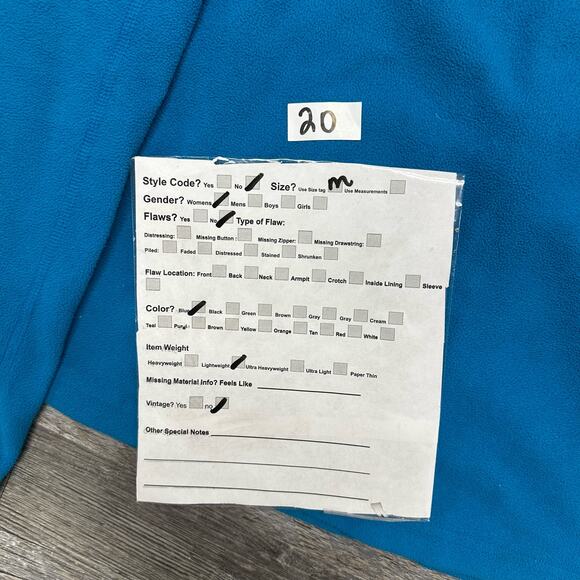 20
Style Code? Yes No Size? Use Size tag m Use Measurements
Gender? Womens Mens Boys Girls
Flaws? Yes No Type of Flaw:
Distressing: Missing Button : Missing Zipper: Missing Drawstring:
Piled: Faded Distressed Stained Shrunken
Flaw Location: Front Back Neck Armpit Crotch Inside Lining Sleeve
Color? Blue Black Green Brown Gray Gray Cream
Teal Brown Yellow Orange Tan Red White
Item Weight
Heavyweight Lightweight Ultra Heavyweight Ultra Light Paper Thin
Missing Material Info? Feels Like
Vintage? Yes no
Other Special Notes